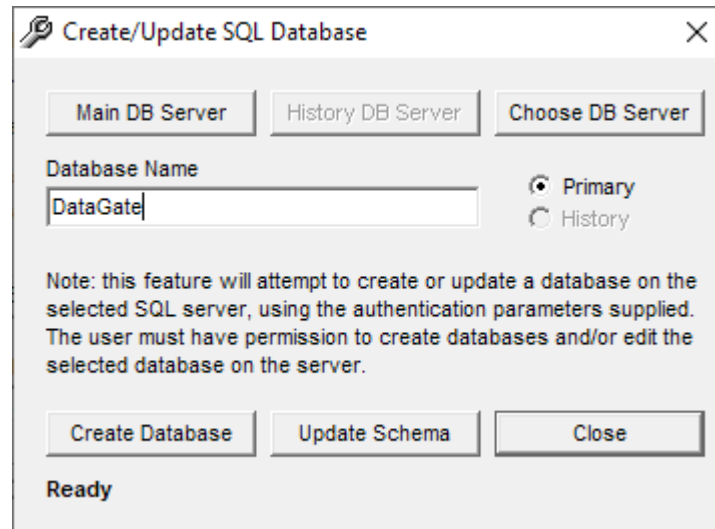 Create/Update SQL Database
Main DB Server
History DB Server
Choose DB Server
Database Name
DataGate
Primary
History
Note: this feature will attempt to create or update a database on the
selected SQL server, using the authentication parameters supplied.
The user must have permission to create databases and/or edit the
selected database on the server.
Create Database
Update Schema
Close
Ready